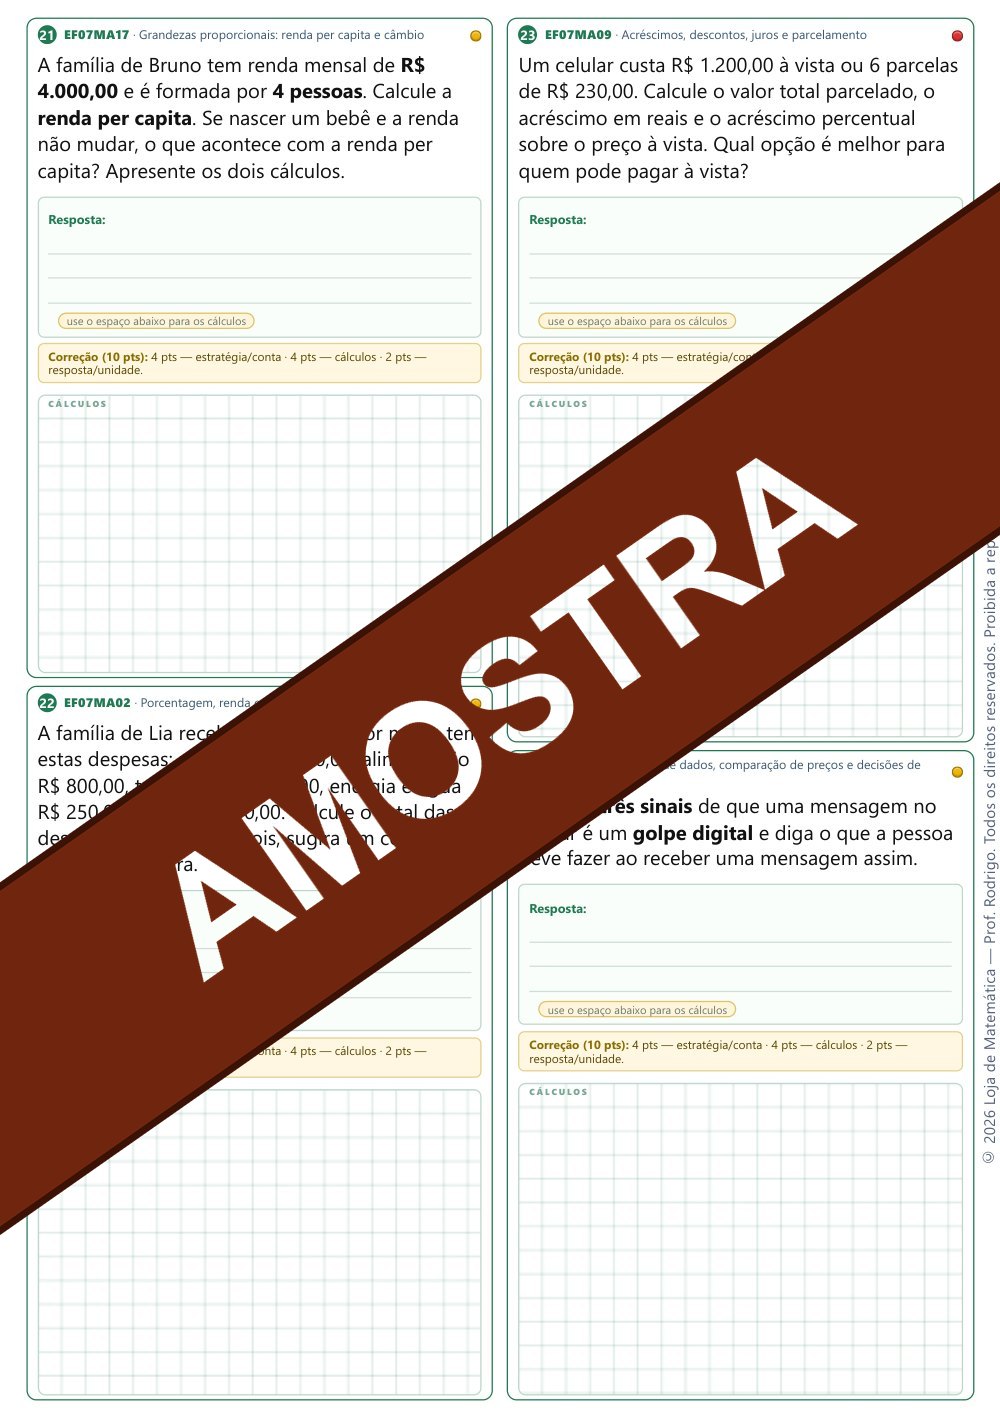 21 EF07MA17 · Grandezas proporcionais: renda per capita e câmbio
A família de Bruno tem renda mensal de R$
4.000,00 e é formada por 4 pessoas. Calcule a
renda per capita. Se nascer um bebê e a renda
não mudar, o que acontece com a renda per
capita? Apresente os dois cálculos.
Resposta:
use o espaço abaixo para os cálculos
Correção (10 pts): 4 pts — estratégia/conta · 4 pts — cálculos · 2 pts —
resposta/unidade.
CÁLCULOS
22 EF07MA02 · Porcentagem, renda
A família de Lia
estas despesas:
R$ 800,00, energia
R$
das
sugira um
· 4 pts — cálculos · 2 pts —
23 EF07MA09 · Acréscimos, descontos, juros e parcelamento
Um celular custa R$ 1.200,00 à vista ou 6 parcelas
de R$ 230,00. Calcule o valor total parcelado, o
acréscimo em reais e o acréscimo percentual
sobre o preço à vista. Qual opção é melhor para
quem pode pagar à vista?
Resposta:
use o espaço abaixo para os cálculos
Correção (10 pts): 4 pts —
resposta/unidade.
CÁLCULOS
dados, comparação de preços e decisões de
três sinais de que uma mensagem no
é um golpe digital e diga o que a pessoa
deve fazer ao receber uma mensagem assim.
Resposta:
use o espaço abaixo para os cálculos
Correção (10 pts): 4 pts — estratégia/conta · 4 pts — cálculos · 2 pts —
resposta/unidade.
CÁLCULOS
AMOSTRA
© 2026 Loja de Matemática — Prof. Rodrigo. Todos os direitos reservados. Proibida a